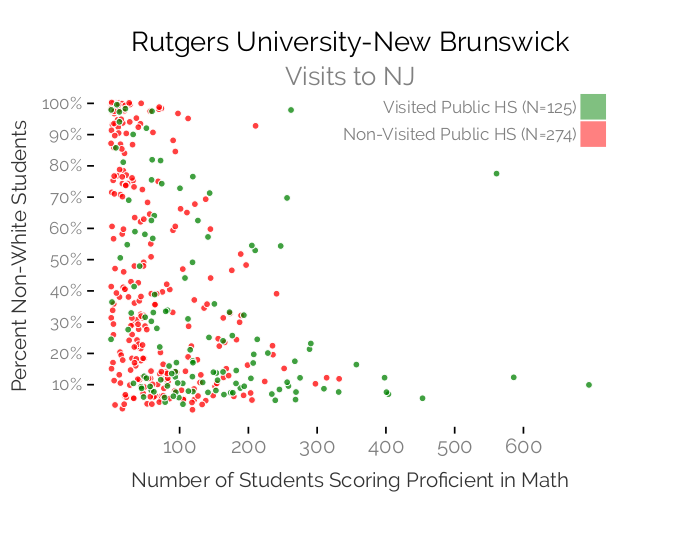 Rutgers University-New Brunswick
Visits to NJ
Visited Public HS (N=125)
Non-Visited Public HS (N=274)
Percent Non-White Students
100%
90%
80%
70%
60%
50%
40%
30%
20%
10%
100 200 300 400 500 600
Number of Students Scoring Proficient in Math